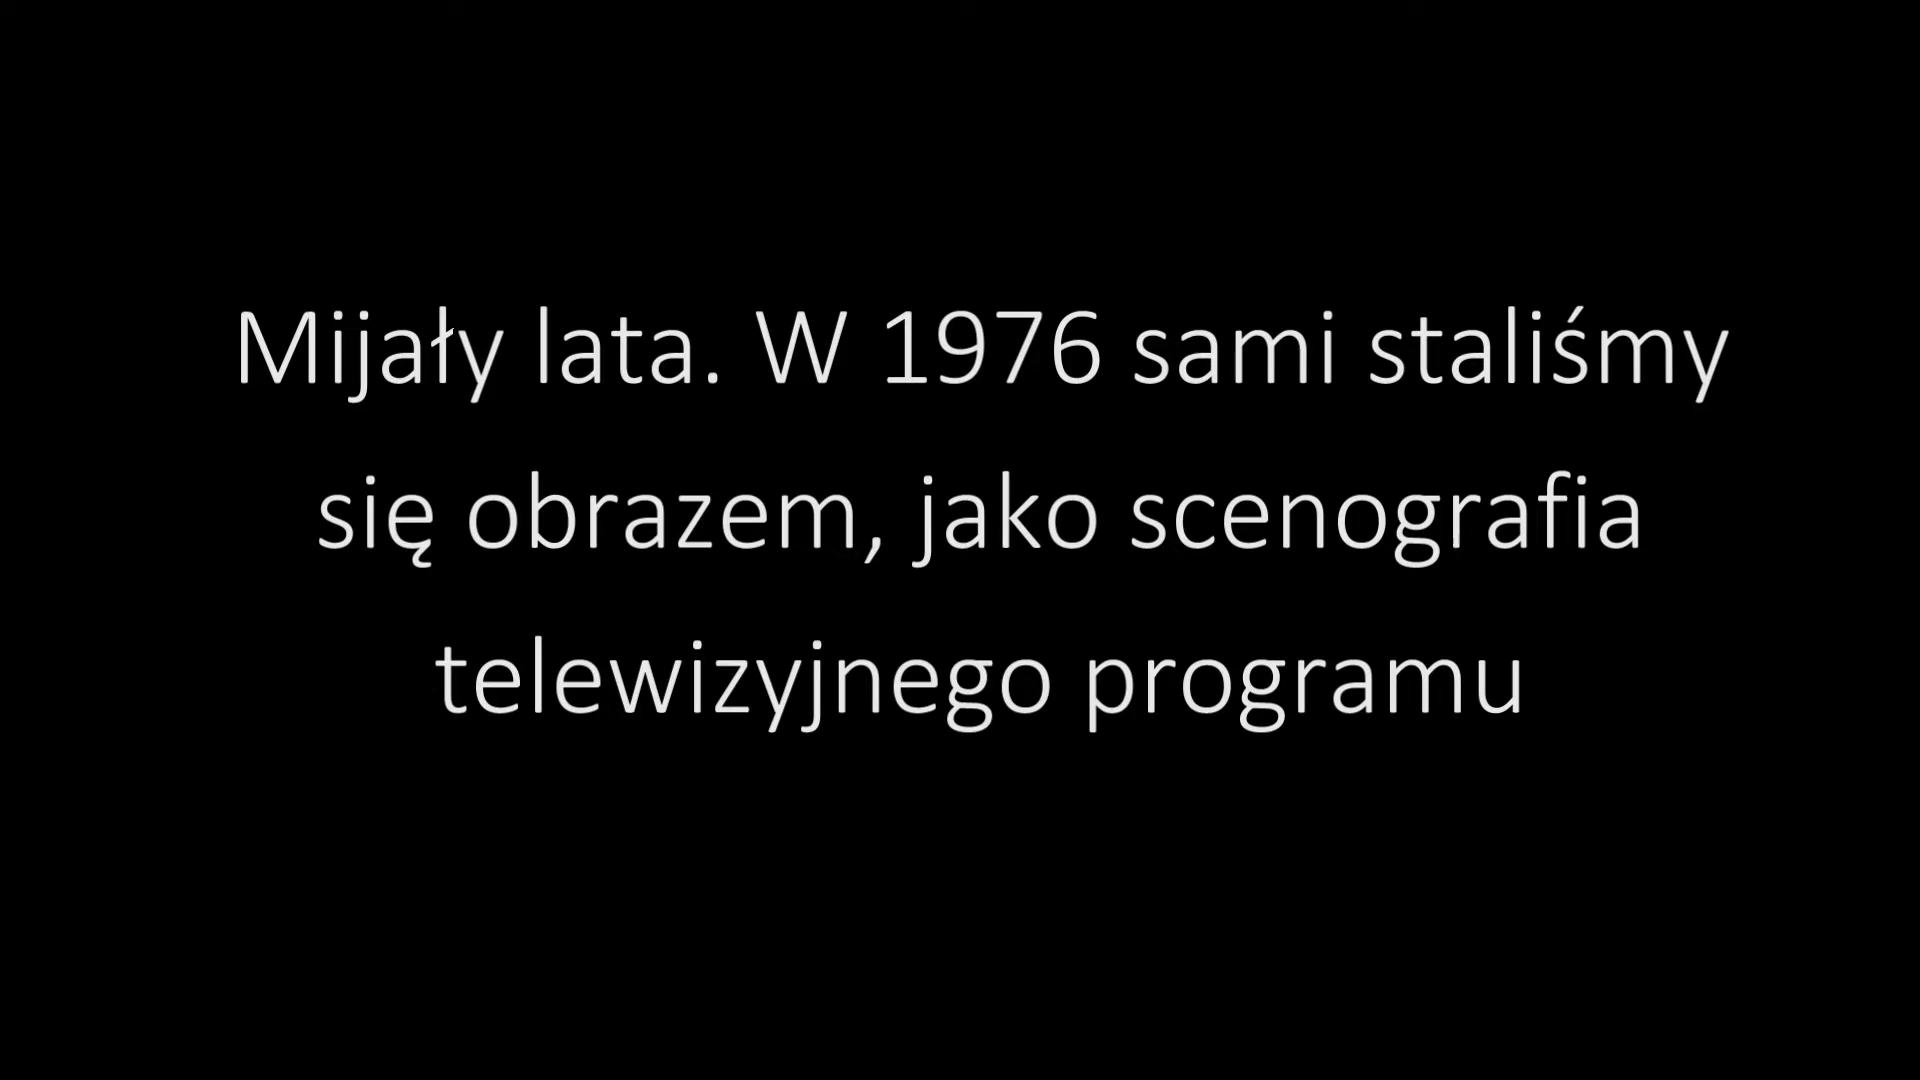 Mijały lata. W 1976 sami staliśmy
się obrazem, jako scenografia
telewizyjnego programu